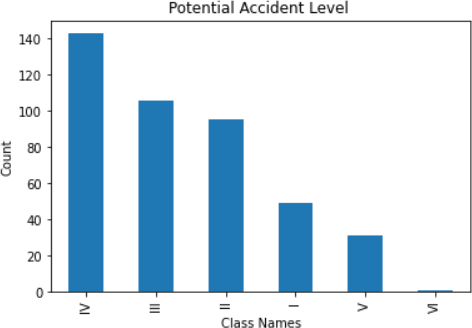 Potential Accident Level
140
120
100
80
60
40
20
0
Count
IV
III
II
I
V
VI
Class Names